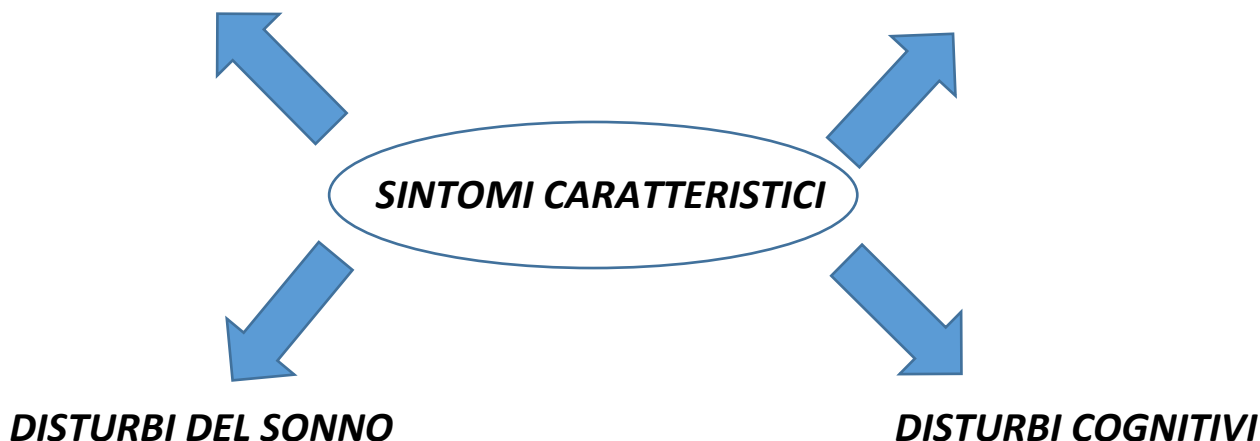 SINTOMI CARATTERISTICI
DISTURBI DEL SONNO
DISTURBI COGNITIVI